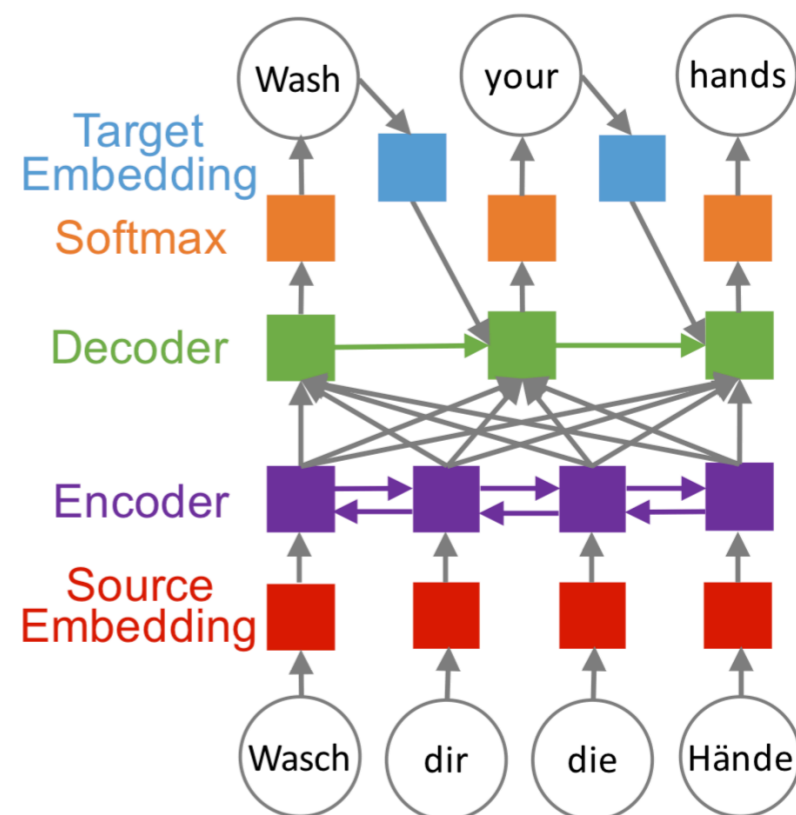 Wash your hands
Target
Embedding
Softmax
Decoder
Encoder
Source
Embedding
Wasch dir die Hände